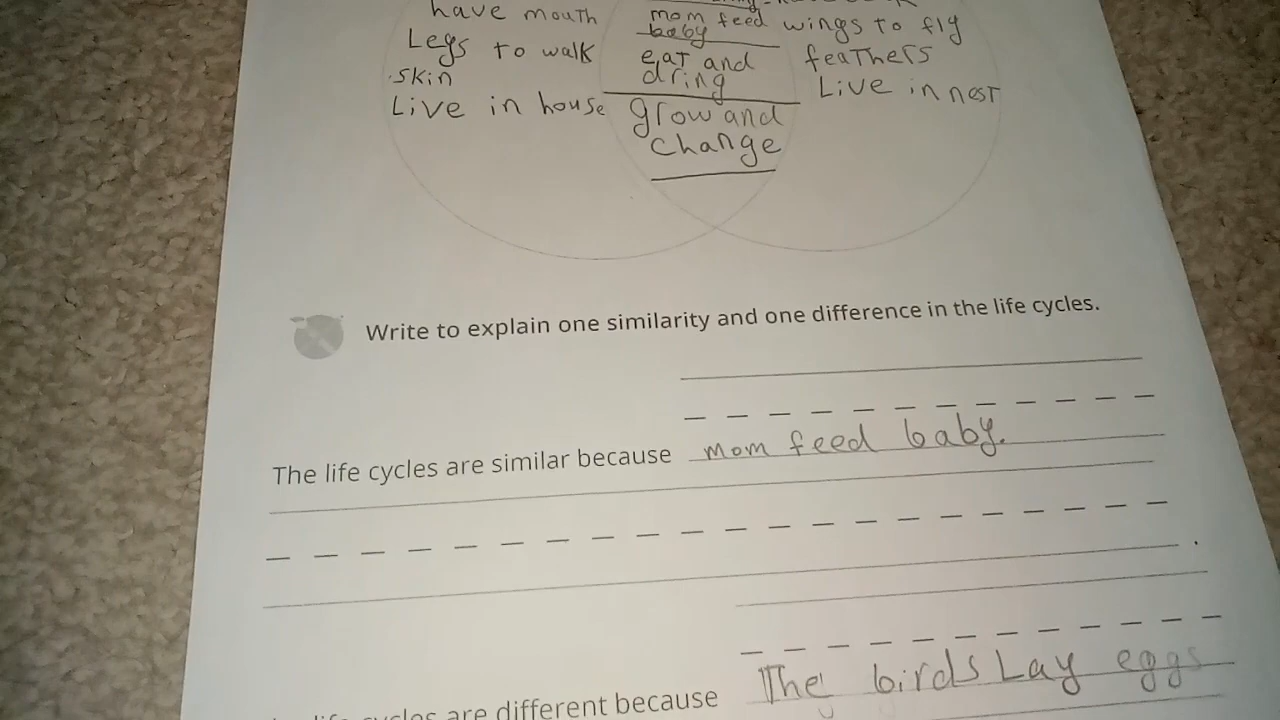 have mouth
Legs to walk
skin
Live in house
mom feed
baby
eat and
dring
grow and
change
wings to fly
feathers
Live in nest
Write to explain one similarity and one difference in the life cycles.
The life cycles are similar because mom feed baby.
.
life cycles are different because The birds Lay eggs